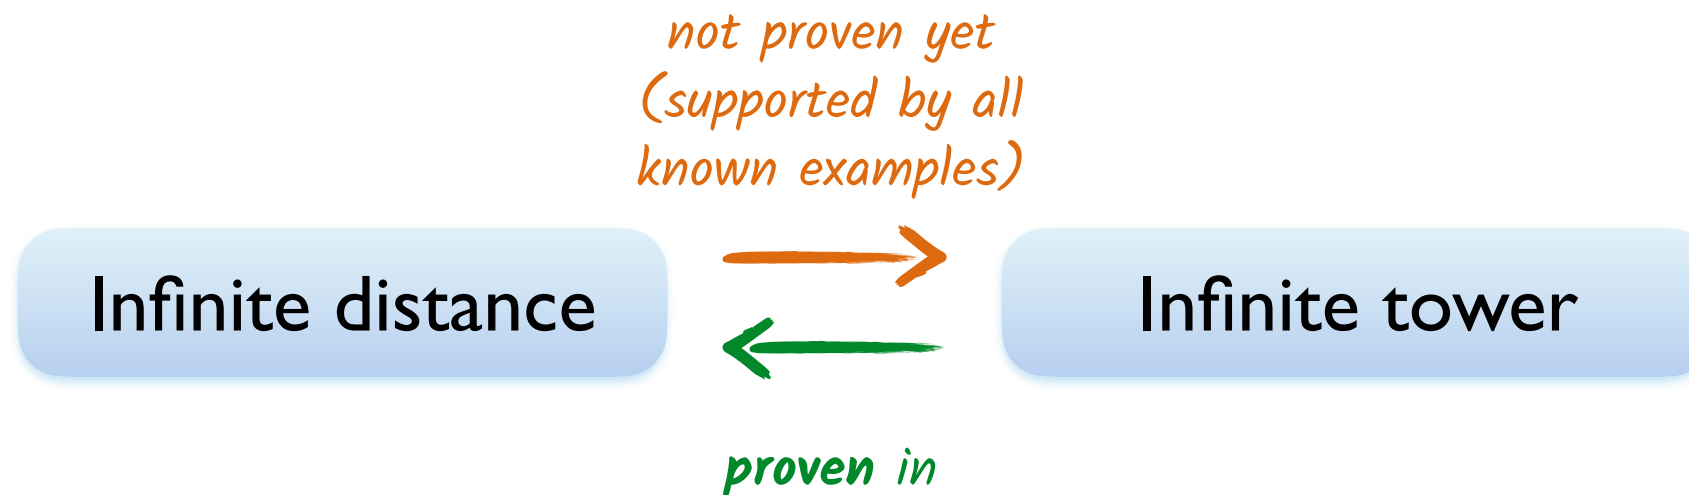 not proven yet
(supported by all
known examples)
Infinite distance
Infinite tower
proven in